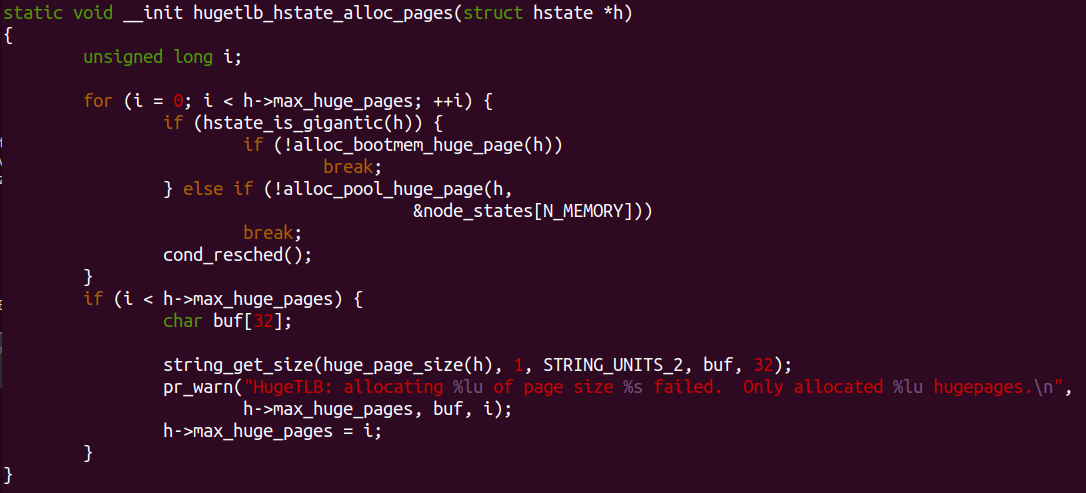 static void __init hugetlb_hstate_alloc_pages(struct hstate *h)
{
        unsigned long i;

        for (i = 0; i < h->max_huge_pages; ++i) {
                if (hstate_is_gigantic(h)) {
                        if (!alloc_bootmem_huge_page(h))
                                break;
                } else if (!alloc_pool_huge_page(h,
                                         &node_states[N_MEMORY]))
                        break;
                cond_resched();
        }
        if (i < h->max_huge_pages) {
                char buf[32];

                string_get_size(huge_page_size(h), 1, STRING_UNITS_2, buf, 32);
                pr_warn("HugeTLB: allocating %lu of page size %s failed.  Only allocated %lu hugepages.\n",
                        h->max_huge_pages, buf, i);
                h->max_huge_pages = i;
        }
}